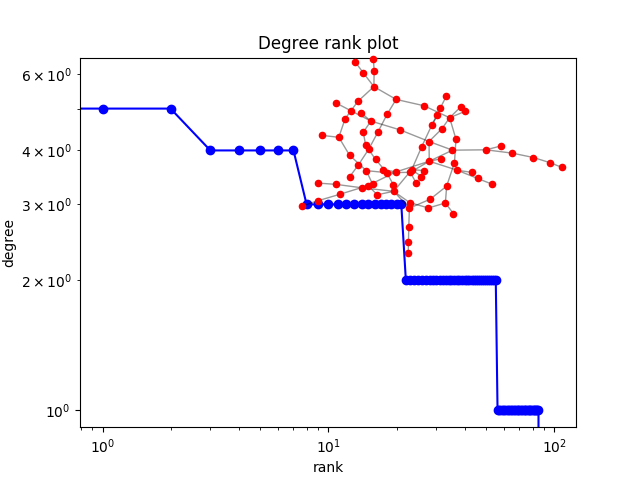 Degree rank plot
6 × 10⁰
4 × 10⁰
3 × 10⁰
2 × 10⁰
10⁰
degree
10⁰ 10¹ 10²
rank